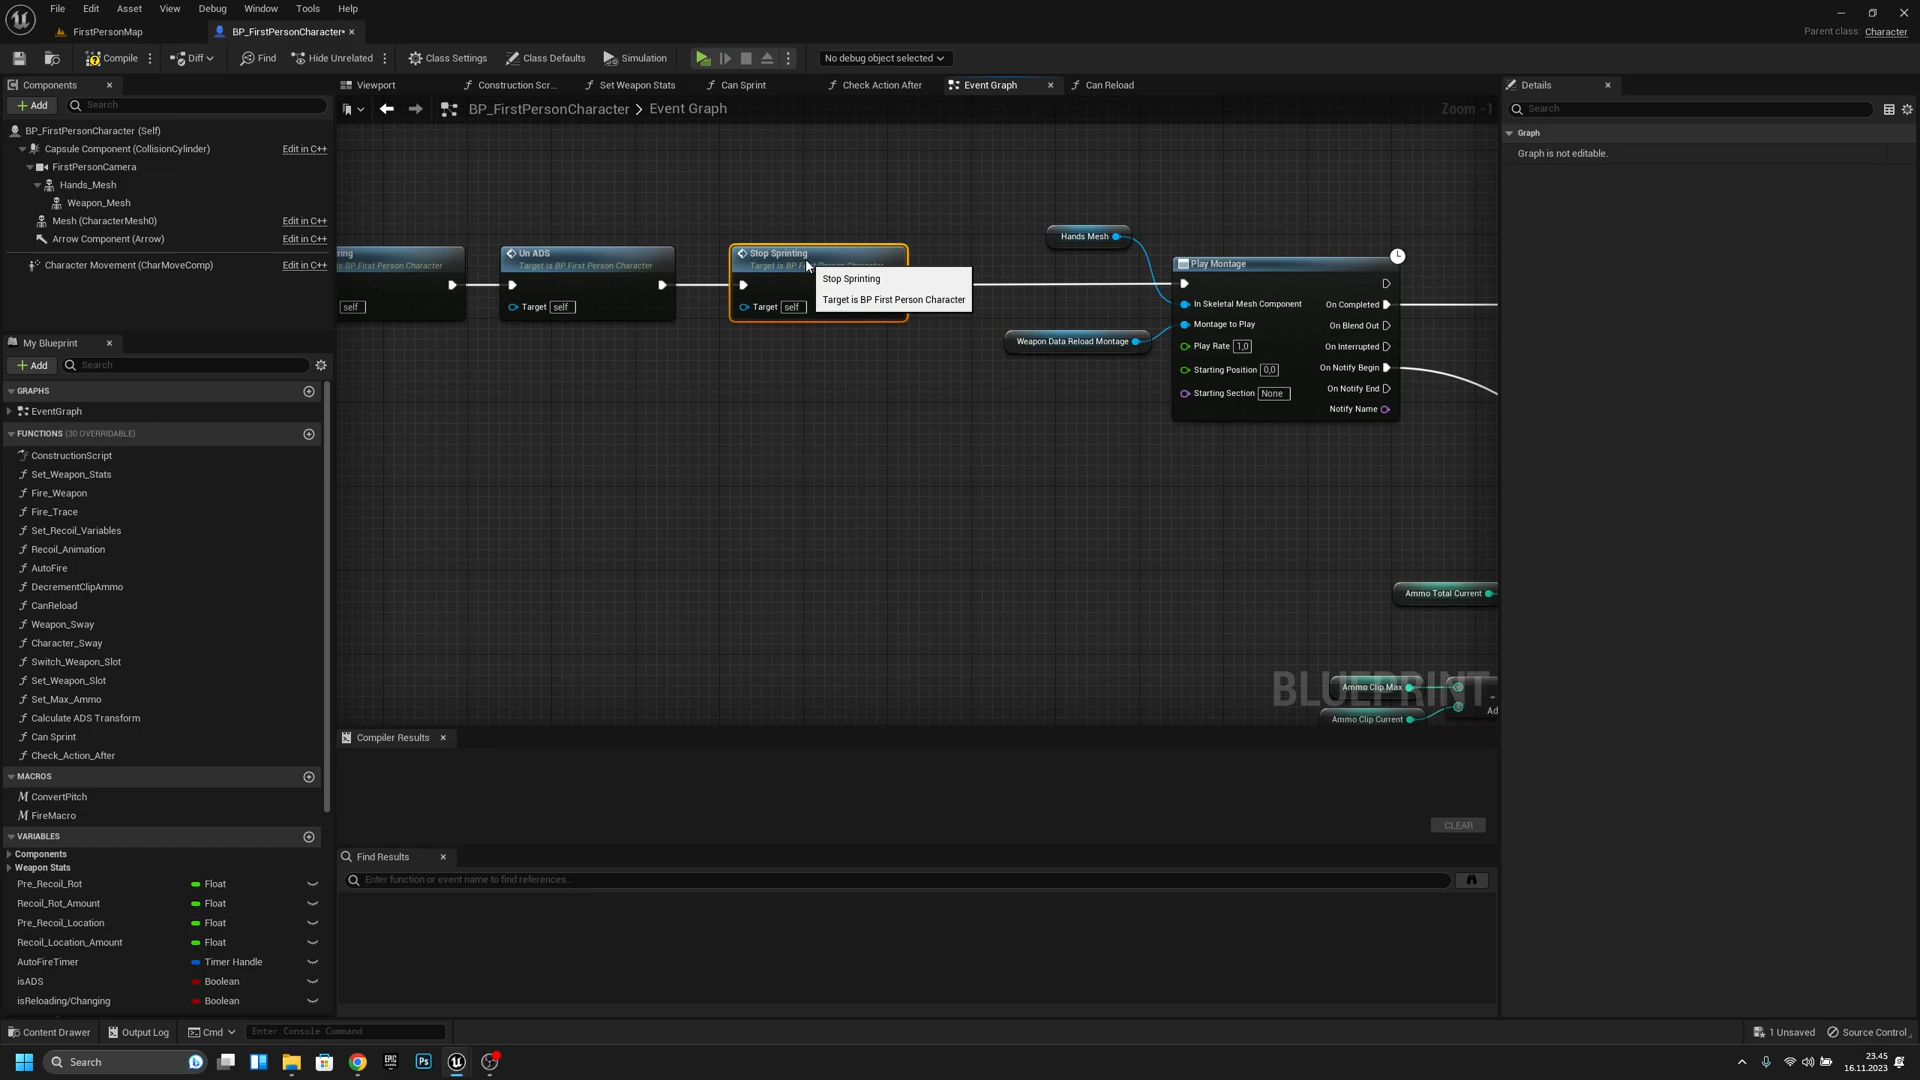 File Edit Asset View Debug Window Tools Help
FirstPersonMap BP_FirstPersonCharacter* Parent class: Character
Compile Diff Find Hide Unrelated Class Settings Class Defaults Simulation No debug object selected
Components
Add Search
BP_FirstPersonCharacter (Self)
Capsule Component (CollisionCylinder) Edit in C++
FirstPersonCamera
Hands_Mesh
Weapon_Mesh
Mesh (CharacterMesh0) Edit in C++
Arrow Component (Arrow) Edit in C++
Character Movement (CharMoveComp) Edit in C++
My Blueprint
Add Search
GRAPHS
EventGraph
FUNCTIONS (30 OVERRIDABLE)
ConstructionScript
Set_Weapon_Stats
Fire_Weapon
Fire_Trace
Set_Recoil_Variables
Recoil_Animation
AutoFire
DecrementClipAmmo
CanReload
Weapon_Sway
Character_Sway
Switch_Weapon_Slot
Set_Weapon_Slot
Set_Max_Ammo
Calculate ADS Transform
Can Sprint
Check_Action_After
MACROS
ConvertPitch
FireMacro
VARIABLES
Components
Weapon Stats
Pre_Recoil_Rot Float
Recoil_Rot_Amount Float
Pre_Recoil_Location Float
Recoil_Location_Amount Float
AutoFireTimer Timer Handle
isADS Boolean
isReloading/Changing Boolean
Viewport Construction Scr... Set Weapon Stats Can Sprint Check Action After Event Graph Can Reload
BP_FirstPersonCharacter > Event Graph Zoom -1
ring
is BP First Person Character
self
Un ADS
Target is BP First Person Character
Target self
Stop Sprinting
Target is BP First Person Character
Target self
Stop Sprinting
Target is BP First Person Character
Hands Mesh
Weapon Data Reload Montage
Play Montage
In Skeletal Mesh Component On Completed
Montage to Play On Blend Out
Play Rate 1,0 On Interrupted
Starting Position 0,0 On Notify Begin
Starting Section None On Notify End
Notify Name
Ammo Total Current
Ammo Clip Max
Ammo Clip Current
Ad
BLUEPRINT
Compiler Results
CLEAR
Find Results
Enter function or event name to find references...
Details
Search
Graph
Graph is not editable.
Content Drawer Output Log Cmd Enter Console Command 1 Unsaved Source Control
Search EPIC Ps 23.45
16.11.2023